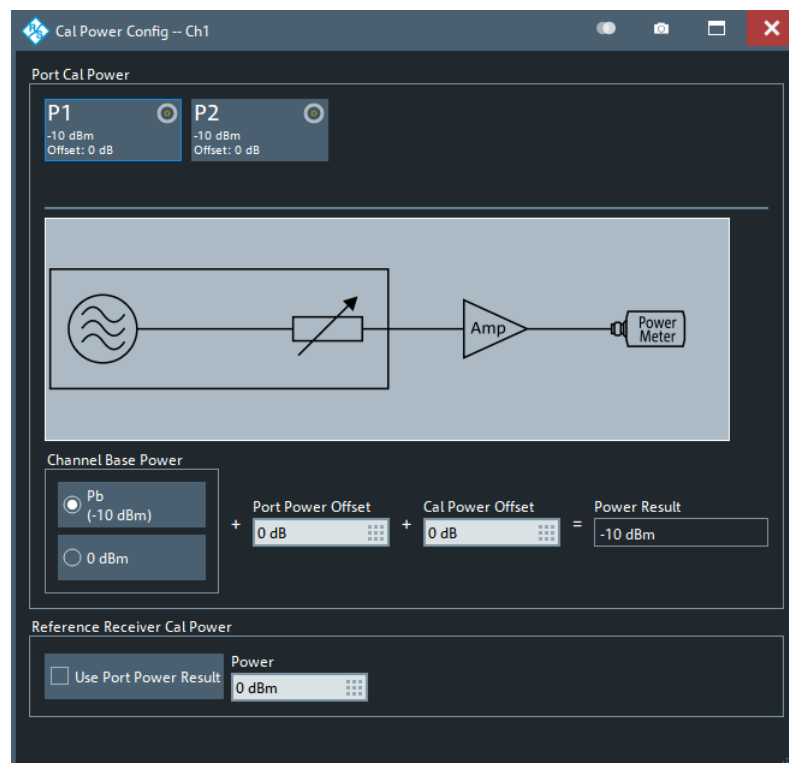 Cal Power Config -- Ch1
Port Cal Power
P1
-10 dBm
Offset: 0 dB
P2
-10 dBm
Offset: 0 dB
Amp
Power
Meter
Channel Base Power
Pb
(-10 dBm)
0 dBm
+
Port Power Offset
0 dB
+
Cal Power Offset
0 dB
=
Power Result
-10 dBm
Reference Receiver Cal Power
Use Port Power Result
Power
0 dBm